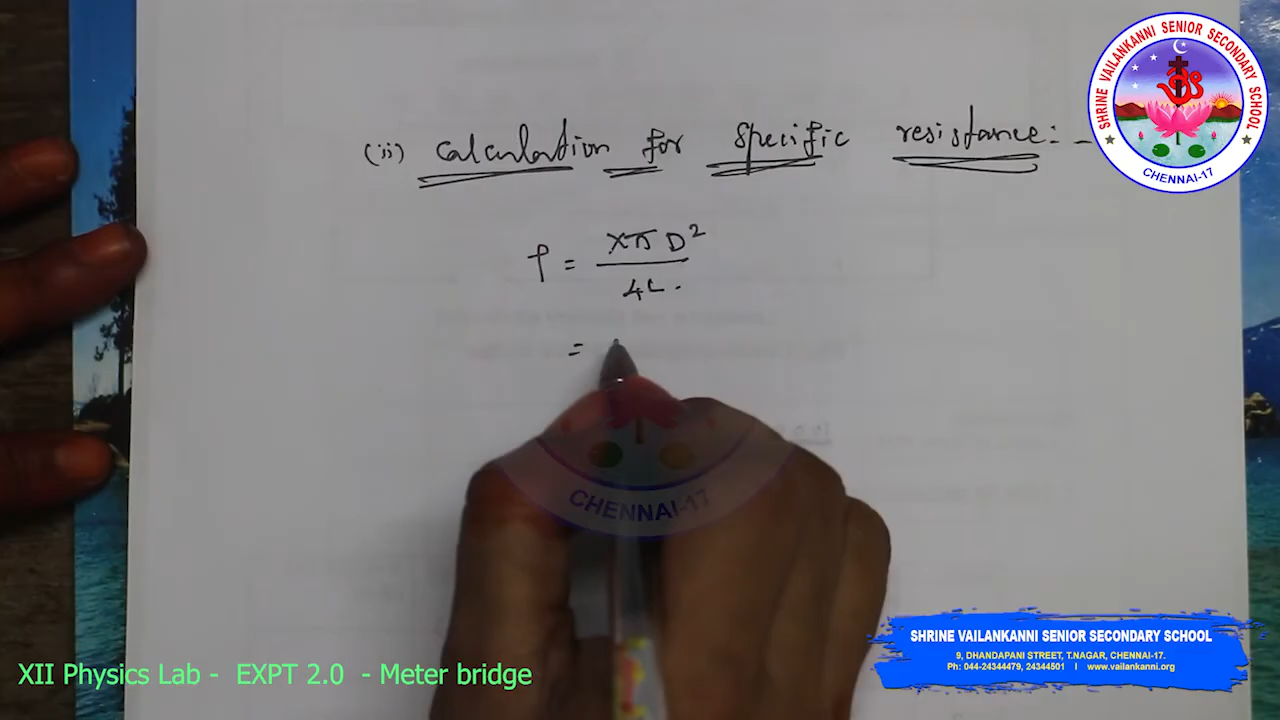 SHRINE VAILANKANNI SENIOR SECONDARY SCHOOL
CHENNAI-17
(ii) Calculation for specific resistance:-
ρ = XπD²
4L.
=
CHENNAI-17
SHRINE VAILANKANNI SENIOR SECONDARY SCHOOL
9, DHANDAPANI STREET, T.NAGAR, CHENNAI-17.
Ph: 044-24344479, 24344501 I www.vailankanni.org
XII Physics Lab - EXPT 2.0 - Meter bridge